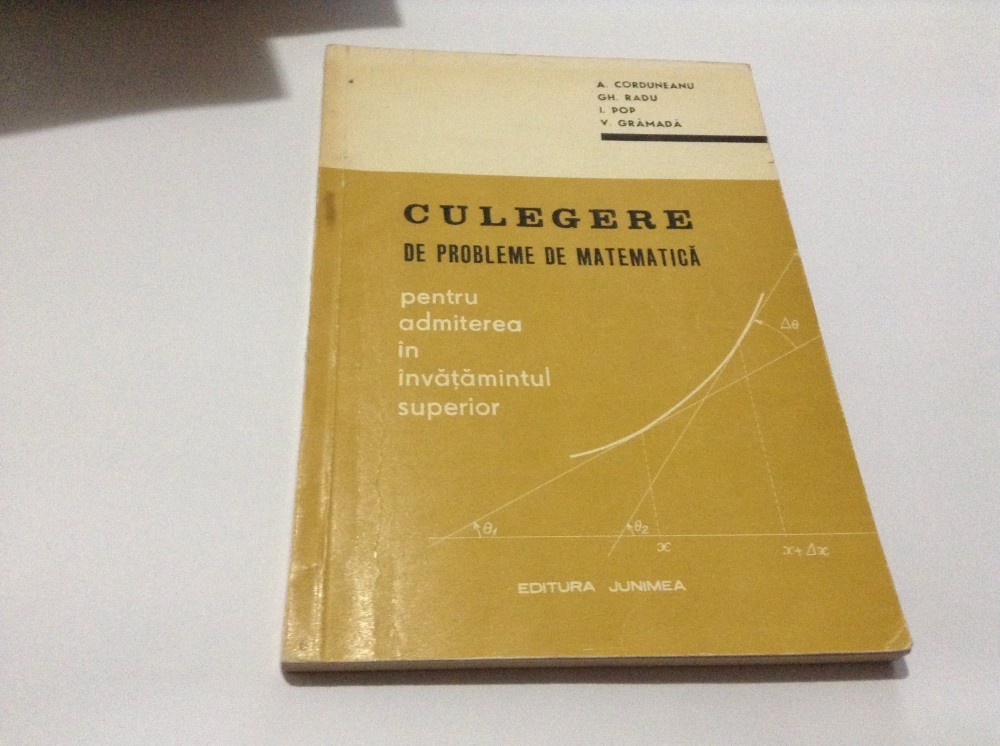 A. CORDUNEANU
GH. RADU
I. POP
V. GRĂMADĂ
CULEGERE
DE PROBLEME DE MATEMATICĂ
pentru
admiterea
în
învăţămîntul
superior
Δθ
θ1
θ2
x
x+Δx
EDITURA JUNIMEA